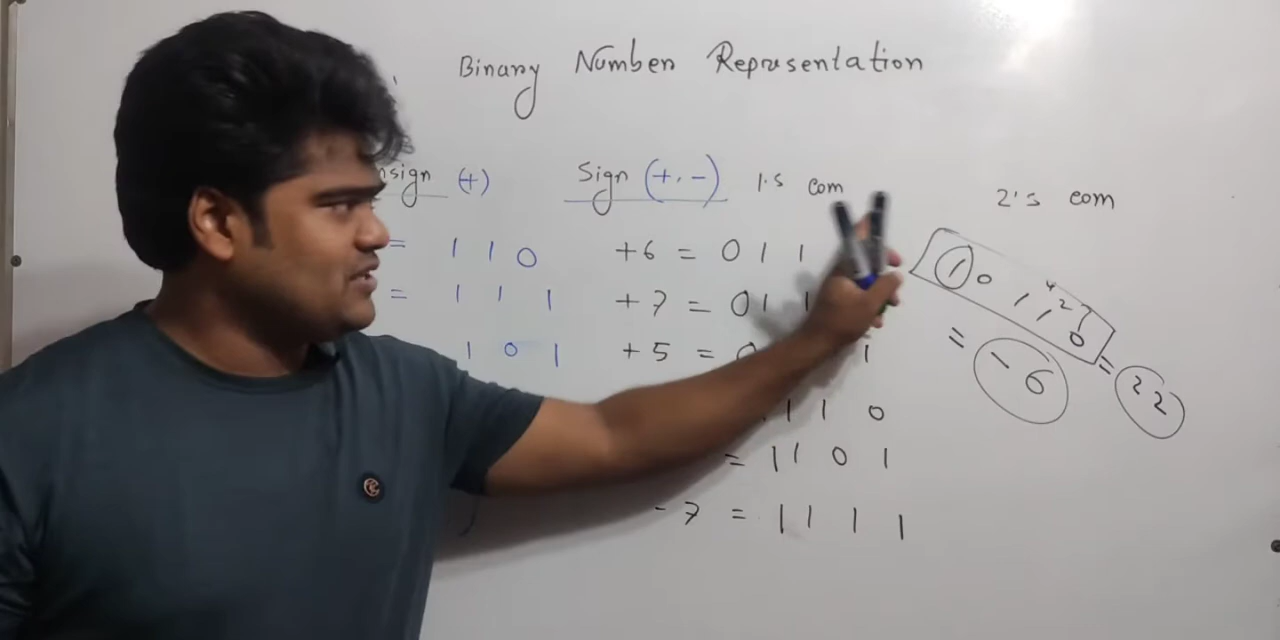 Binary Number Representation
(+) Sign (+, -) 1's com 2's com
= 1 1 0 +6 = 0 1 1
= 1 1 1 +7 = 0 1 1
1 0 1 +5 = 0 1
1 1 0
= 1 1 0 1
- 7 = 1 1 1 1
1 0 1 1 0
4 2
= - 6
= 22